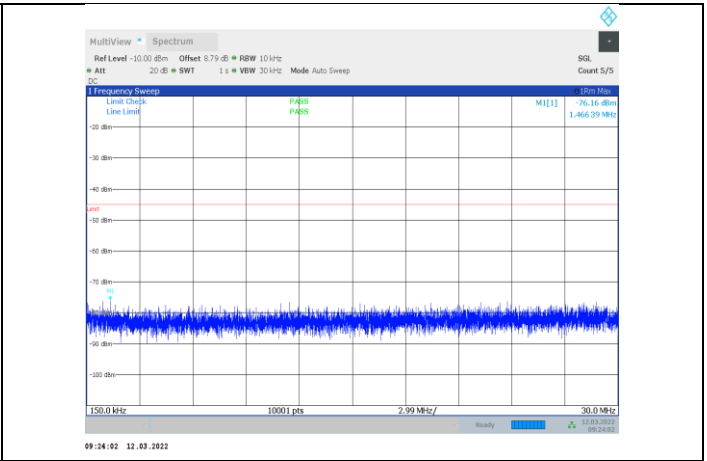 MultiView Spectrum
Ref Level -10.00 dBm Offset 8.79 dB RBW 10 kHz SGL
Att 20 dB SWT 1 s VBW 30 kHz Mode Auto Sweep Count 5/5
DC
1 Frequency Sweep 1Rm Max
Limit Check PASS M1[1] -76.16 dBm
Line Limit PASS 1.466 39 MHz
-20 dBm
-30 dBm
-40 dBm
Limit
-50 dBm
-60 dBm
-70 dBm
M1
-90 dBm
-100 dBm
150.0 kHz 10001 pts 2.99 MHz/ 30.0 MHz
Ready 12.03.2022
09:24:02
09:24:02 12.03.2022